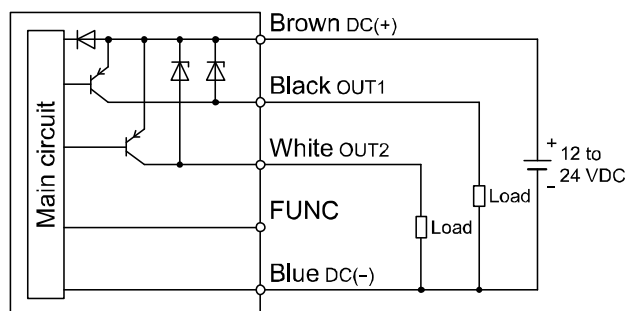 Brown DC(+)
Black OUT1
White OUT2
FUNC
Blue DC(−)
Main circuit
Load
Load
+ 12 to
− 24 VDC